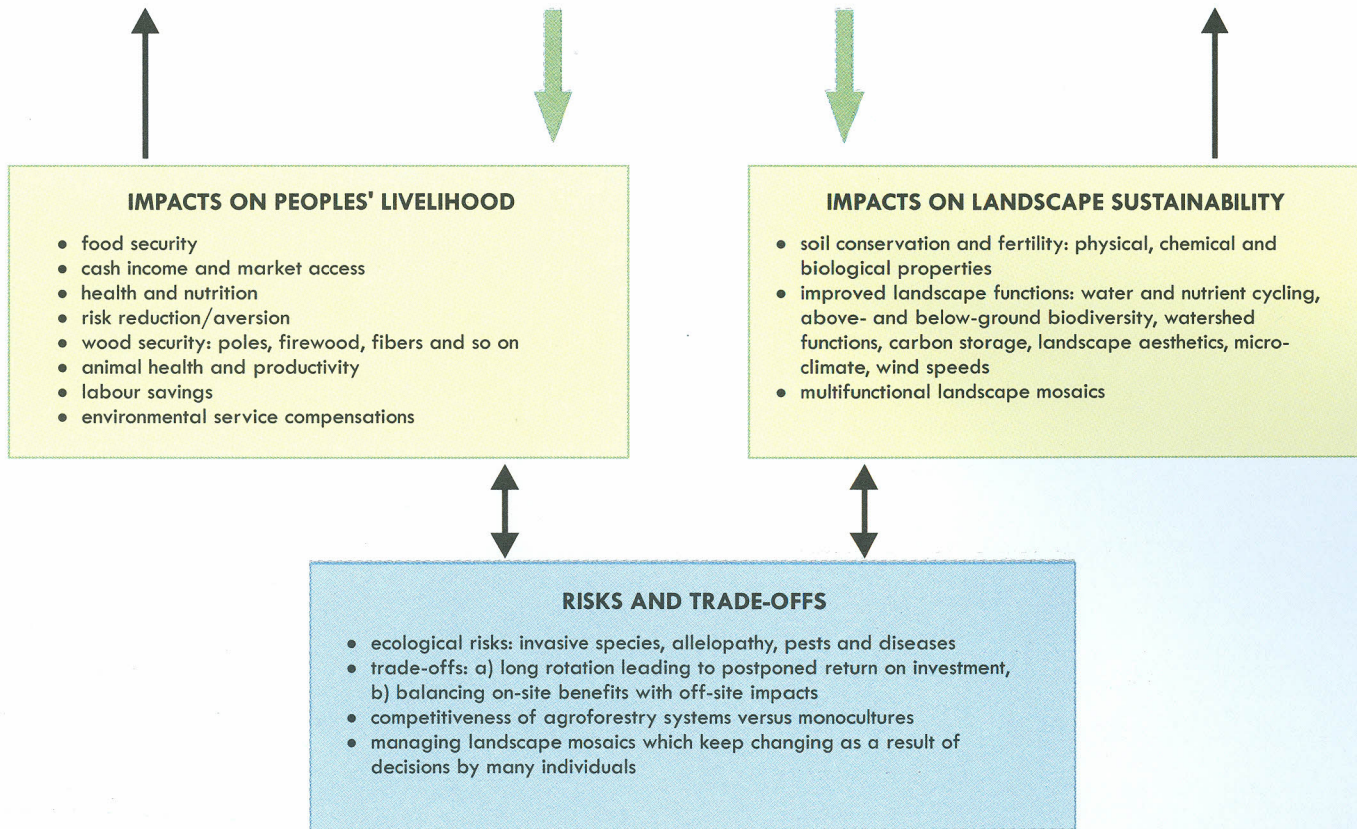 IMPACTS ON PEOPLES' LIVELIHOOD
● food security
● cash income and market access
● health and nutrition
● risk reduction/aversion
● wood security: poles, firewood, fibers and so on
● animal health and productivity
● labour savings
● environmental service compensations
IMPACTS ON LANDSCAPE SUSTAINABILITY
● soil conservation and fertility: physical, chemical and
biological properties
● improved landscape functions: water and nutrient cycling,
above- and below-ground biodiversity, watershed
functions, carbon storage, landscape aesthetics, micro-
climate, wind speeds
● multifunctional landscape mosaics
RISKS AND TRADE-OFFS
● ecological risks: invasive species, allelopathy, pests and diseases
● trade-offs: a) long rotation leading to postponed return on investment,
b) balancing on-site benefits with off-site impacts
● competitiveness of agroforestry systems versus monocultures
● managing landscape mosaics which keep changing as a result of
decisions by many individuals